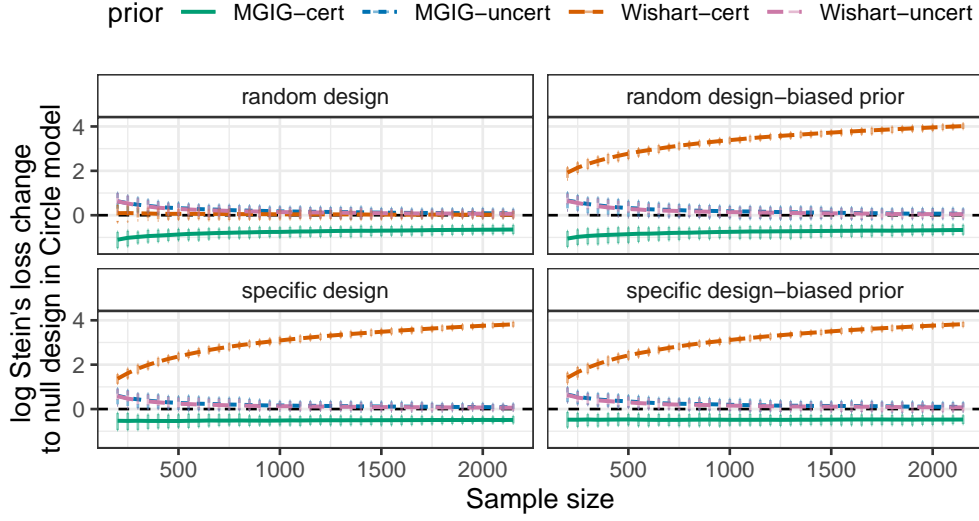 prior MGIG−cert MGIG−uncert Wishart−cert Wishart−uncert
random design
random design−biased prior
4
2
0
specific design
specific design−biased prior
4
2
0
500 1000 1500 2000
500 1000 1500 2000
Sample size
log Stein's loss change
to null design in Circle model